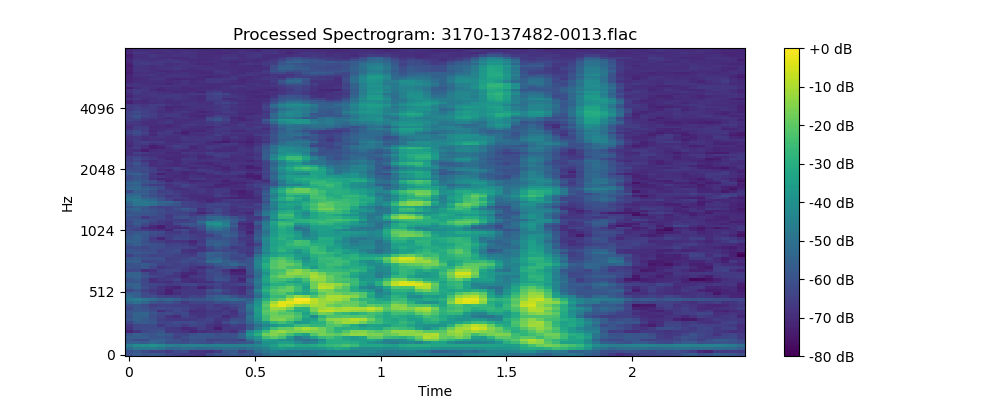 Processed Spectrogram: 3170-137482-0013.flac
Hz
4096
2048
1024
512
0
0
0.5
1
1.5
2
Time
+0 dB
-10 dB
-20 dB
-30 dB
-40 dB
-50 dB
-60 dB
-70 dB
-80 dB